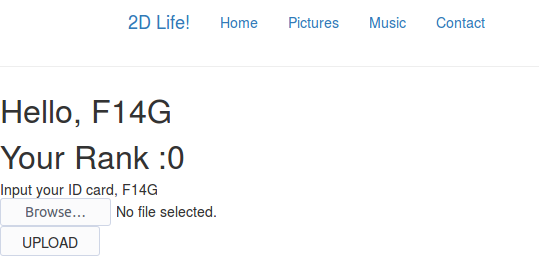 2D Life! Home Pictures Music Contact
Hello, F14G
Your Rank :0
Input your ID card, F14G
Browse... No file selected.
UPLOAD